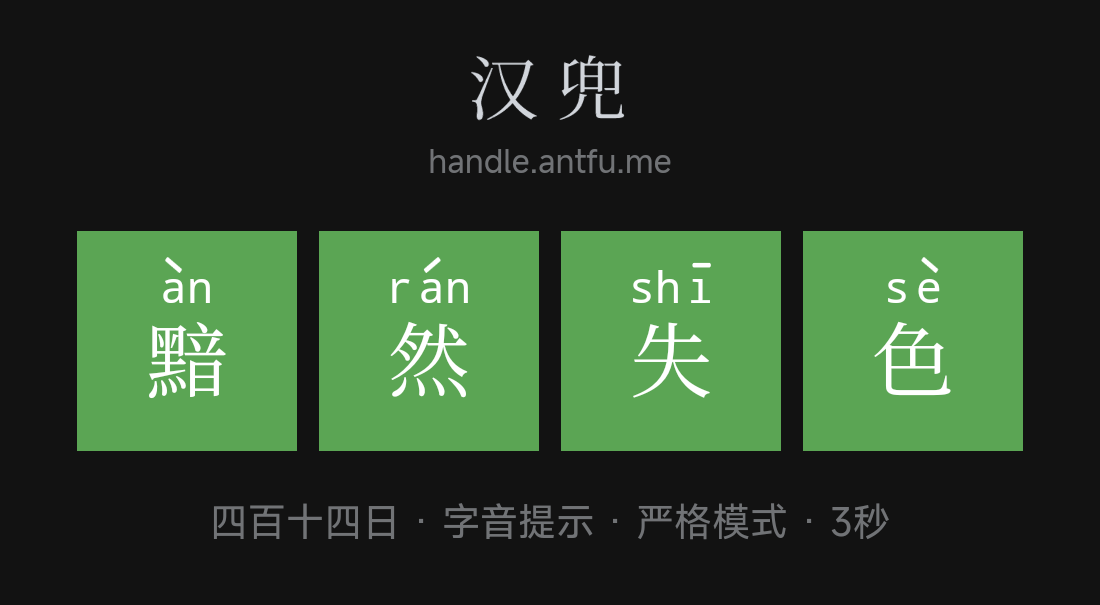 汉兜
handle.antfu.me
àn rán shī sè
黯然失色
四百十四日 · 字音提示 · 严格模式 · 3秒